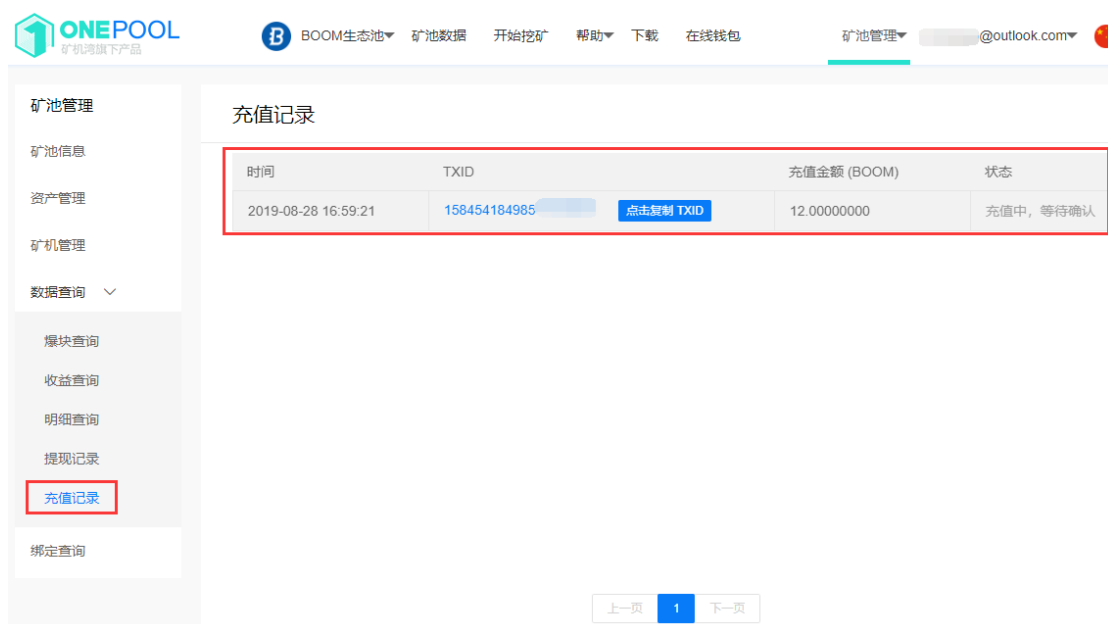 ONEPOOL
矿机湾旗下产品
BOOM生态池 矿池数据 开始挖矿 帮助 下载 在线钱包 矿池管理 @outlook.com
矿池管理
矿池信息
资产管理
矿机管理
数据查询
爆块查询
收益查询
明细查询
提现记录
充值记录
绑定查询
充值记录
时间 TXID 充值金额 (BOOM) 状态
2019-08-28 16:59:21 158454184985 点击复制 TXID 12.00000000 充值中，等待确认
上一页 1 下一页